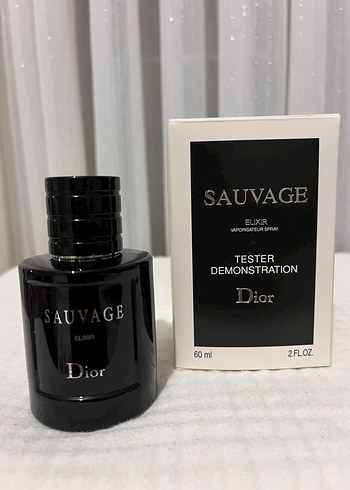 SAUVAGE
ELIXIR
Dior
SAUVAGE
ELIXIR
VAPORISATEUR SPRAY
TESTER
DEMONSTRATION
Dior
60 ml 2 FL.OZ.